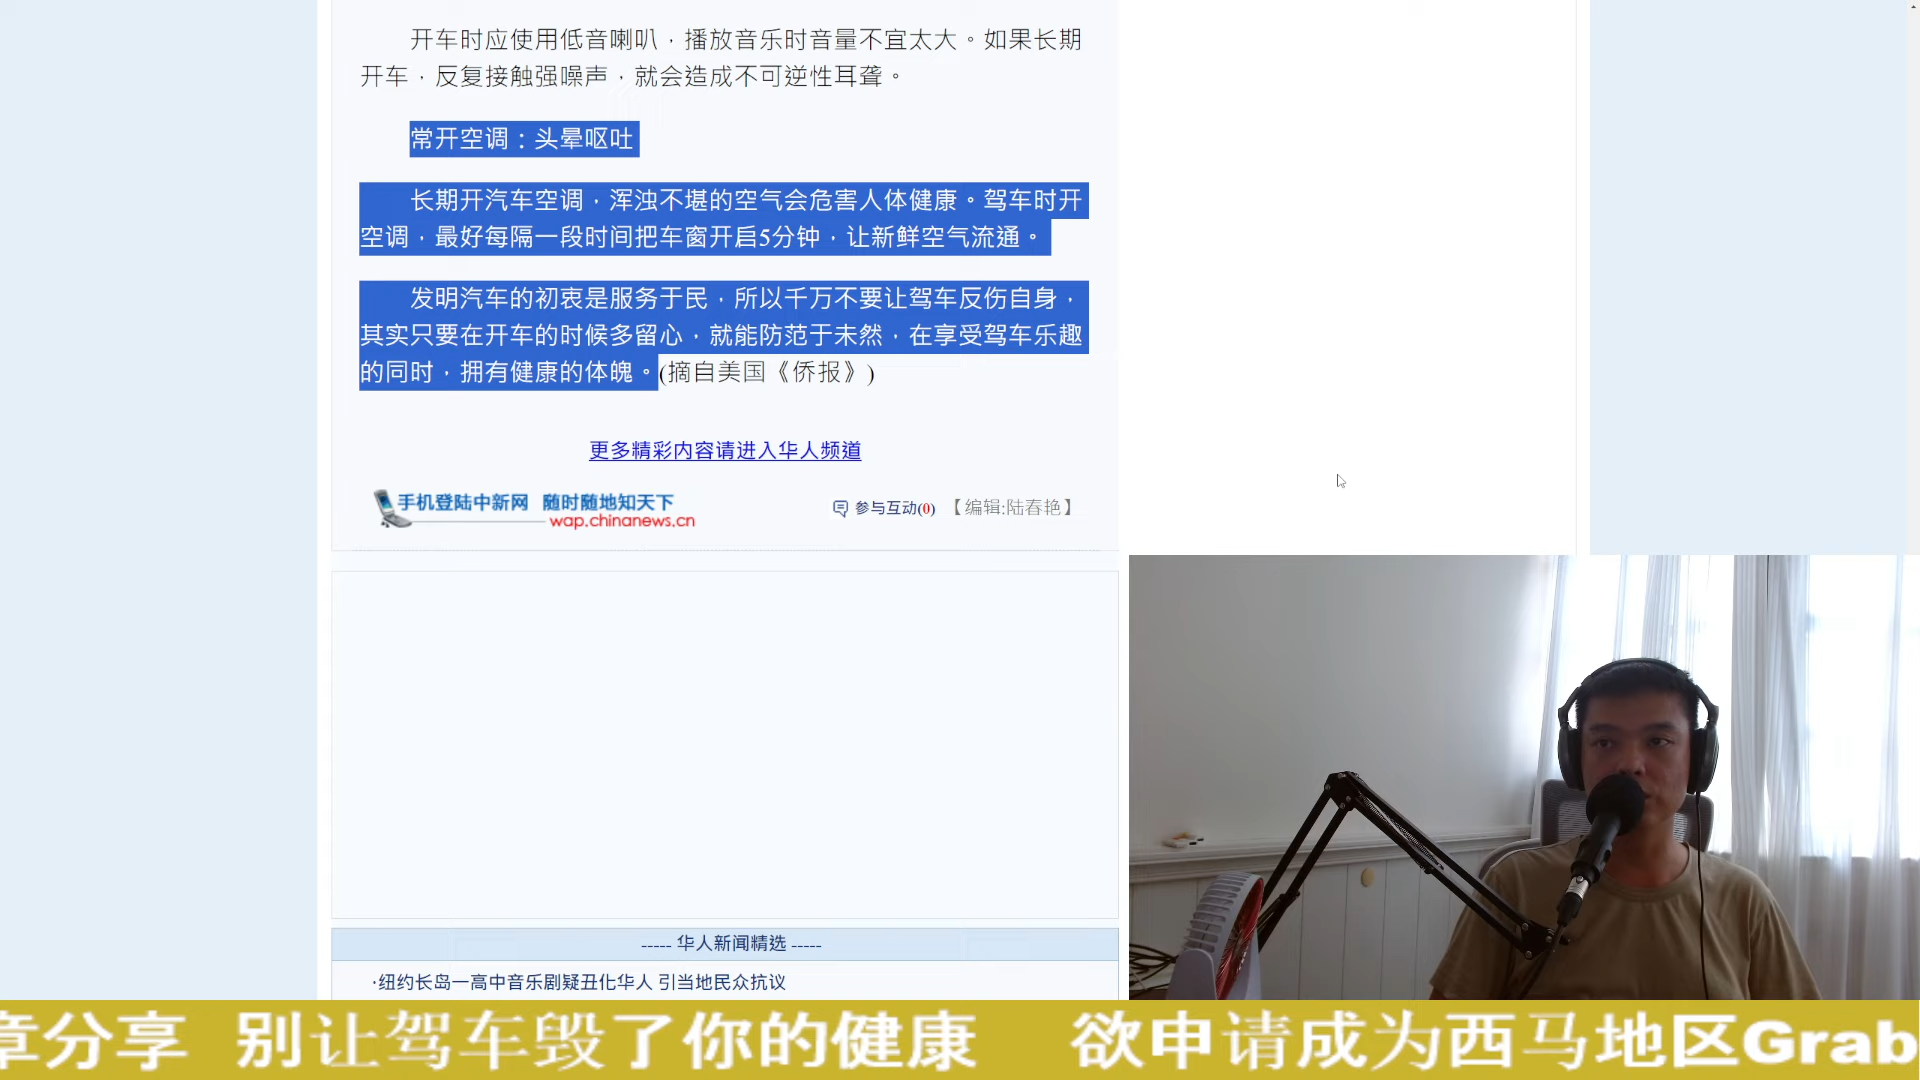 开车时应使用低音喇叭，播放音乐时音量不宜太大。如果长期
开车，反复接触强噪声，就会造成不可逆性耳聋。
常开空调：头晕呕吐
长期开汽车空调，浑浊不堪的空气会危害人体健康。驾车时开
空调，最好每隔一段时间把车窗开启5分钟，让新鲜空气流通。
发明汽车的初衷是服务于民，所以千万不要让驾车反伤自身，
其实只要在开车的时候多留心，就能防范于未然，在享受驾车乐趣
的同时，拥有健康的体魄。(摘自美国《侨报》)
更多精彩内容请进入华人频道
手机登陆中新网 随时随地知天下
wap.chinanews.cn
参与互动(0) 【编辑:陆春艳】
----- 华人新闻精选 -----
·纽约长岛一高中音乐剧疑丑化华人 引当地民众抗议
章分享 别让驾车毁了你的健康 欲申请成为西马地区Grab